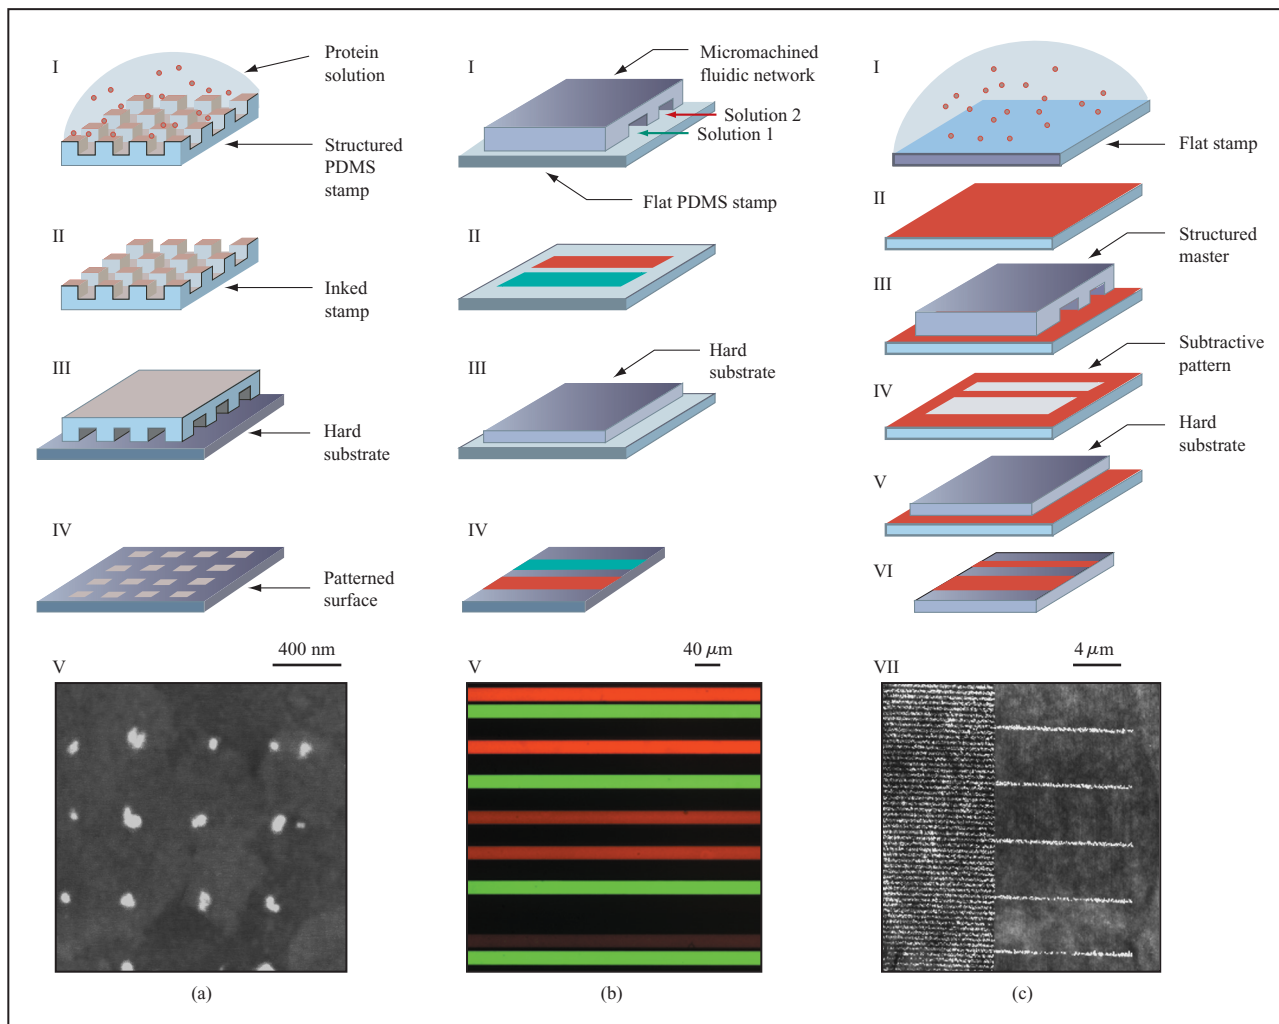 I
Protein
solution
Structured
PDMS
stamp
II
Inked
stamp
III
Hard
substrate
IV
Patterned
surface
V
400 nm
(a)
I
Micromachined
fluidic network
Solution 2
Solution 1
Flat PDMS stamp
II
III
Hard
substrate
IV
V
40 μm
(b)
I
Flat stamp
II
Structured
master
III
Subtractive
pattern
IV
Hard
substrate
V
VI
VII
4 μm
(c)